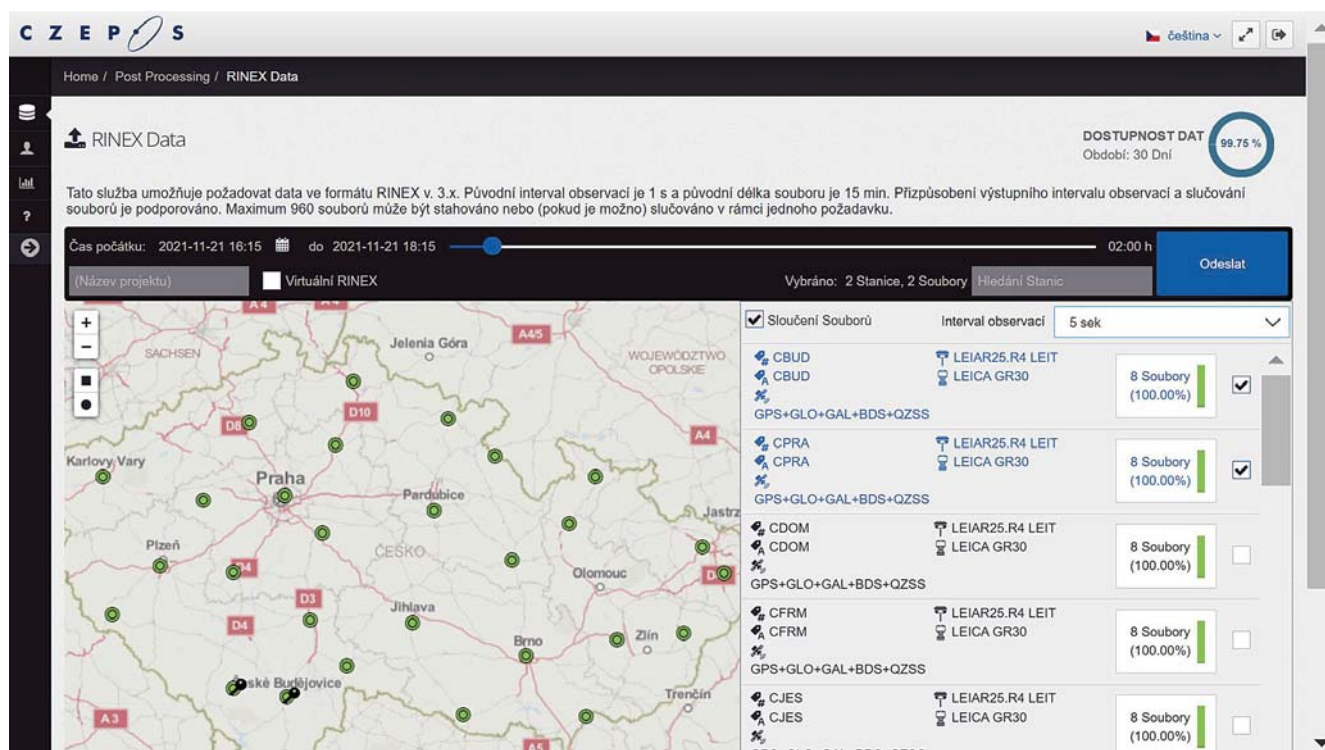 CZEPOS
čeština
Home / Post Processing / RINEX Data
RINEX Data
DOSTUPNOST DAT
Období: 30 Dní
99.75 %
Tato služba umožňuje požadovat data ve formátu RINEX v. 3.x. Původní interval observací je 1 s a původní délka souboru je 15 min. Přizpůsobení výstupního intervalu observací a slučování
souborů je podporováno. Maximum 960 souborů může být stahováno nebo (pokud je možno) slučováno v rámci jednoho požadavku.
Čas počátku: 2021-11-21 16:15 do 2021-11-21 18:15 02:00 h
Odeslat
(Název projektu) Virtuální RINEX Vybráno: 2 Stanice, 2 Soubory Hledání Stanic
Sloučení Souborů Interval observací 5 sek
CBUD LEIAR25.R4 LEIT
CBUD LEICA GR30
8 Soubory
(100.00%)
GPS+GLO+GAL+BDS+QZSS
CPRA LEIAR25.R4 LEIT
CPRA LEICA GR30
8 Soubory
(100.00%)
GPS+GLO+GAL+BDS+QZSS
CDOM LEIAR25.R4 LEIT
CDOM LEICA GR30
8 Soubory
(100.00%)
GPS+GLO+GAL+BDS+QZSS
CFRM LEIAR25.R4 LEIT
CFRM LEICA GR30
8 Soubory
(100.00%)
GPS+GLO+GAL+BDS+QZSS
CJES LEIAR25.R4 LEIT
CJES LEICA GR30
8 Soubory
(100.00%)
+
−
A4
SACHSEN
Jelenia Góra
A4/5
WOJEWÓDZTWO
OPOLSKIE
D10
D8
A4
Karlovy Vary
Praha
Pardubice
Jastrz
Plzeň
ČESKO
D4
Olomouc
D3
Jihlava
D4
Brno
Zlín
České Budějovice
Trenčín
A3
A5